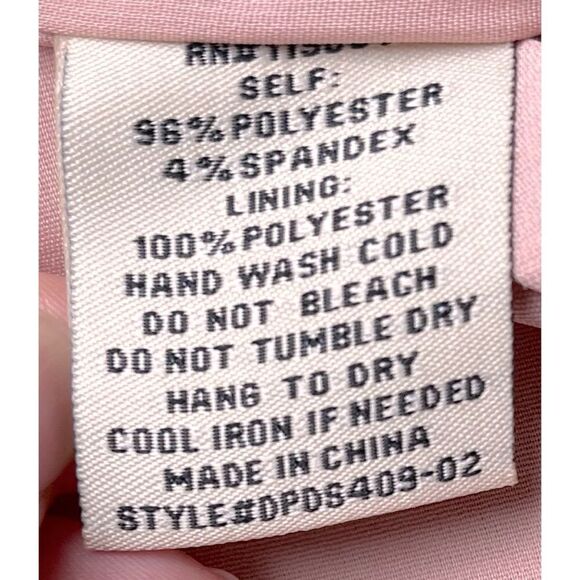 SELF:
96% POLYESTER
4% SPANDEX
LINING:
100% POLYESTER
HAND WASH COLD
DO NOT BLEACH
DO NOT TUMBLE DRY
HANG TO DRY
COOL IRON IF NEEDED
MADE IN CHINA
STYLE#DPDS409-02